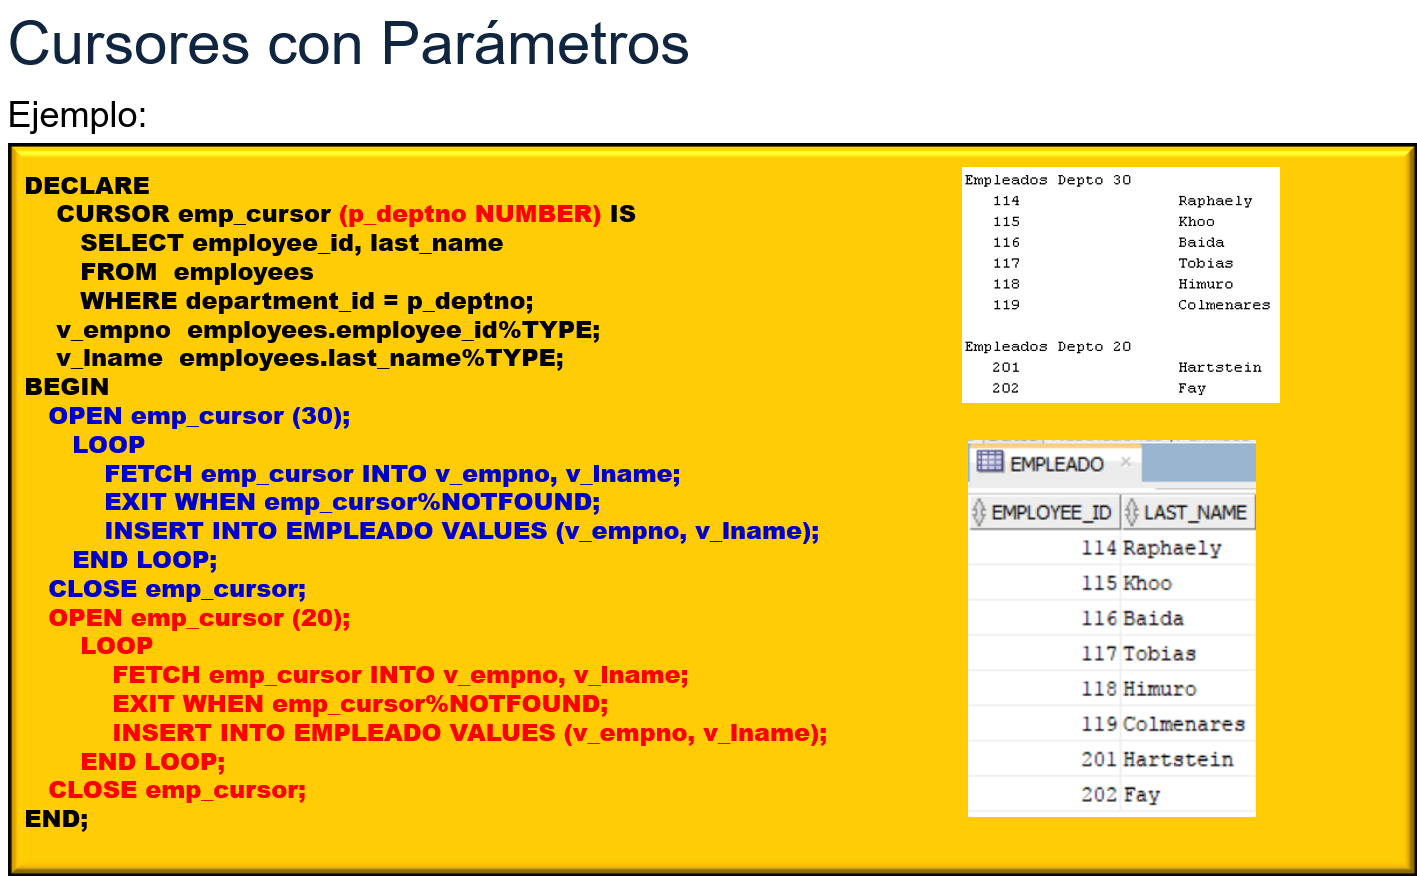 Cursores con Parámetros
Ejemplo:
DECLARE
CURSOR emp_cursor (p_deptno NUMBER) IS
SELECT employee_id, last_name
FROM employees
WHERE department_id = p_deptno;
v_empno employees.employee_id%TYPE;
v_lname employees.last_name%TYPE;
BEGIN
OPEN emp_cursor (30);
LOOP
FETCH emp_cursor INTO v_empno, v_lname;
EXIT WHEN emp_cursor%NOTFOUND;
INSERT INTO EMPLEADO VALUES (v_empno, v_lname);
END LOOP;
CLOSE emp_cursor;
OPEN emp_cursor (20);
LOOP
FETCH emp_cursor INTO v_empno, v_lname;
EXIT WHEN emp_cursor%NOTFOUND;
INSERT INTO EMPLEADO VALUES (v_empno, v_lname);
END LOOP;
CLOSE emp_cursor;
END;
Empleados Depto 30
114 Raphaely
115 Khoo
116 Baida
117 Tobias
118 Himuro
119 Colmenares
Empleados Depto 20
201 Hartstein
202 Fay
EMPLEADO
EMPLOYEE_ID LAST_NAME
114 Raphaely
115 Khoo
116 Baida
117 Tobias
118 Himuro
119 Colmenares
201 Hartstein
202 Fay